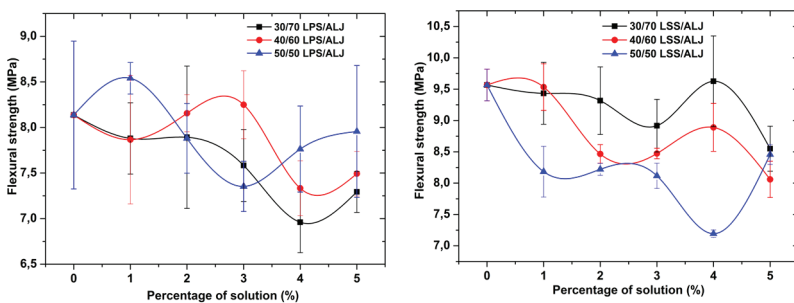 9,0
8,5
8,0
7,5
7,0
6,5
Flexural strength (MPa)
30/70 LPS/ALJ
40/60 LPS/ALJ
50/50 LPS/ALJ
0 1 2 3 4 5
Percentage of solution (%)
10,5
10,0
9,5
9,0
8,5
8,0
7,5
7,0
Flexural strength (MPa)
30/70 LSS/ALJ
40/60 LSS/ALJ
50/50 LSS/ALJ
0 1 2 3 4 5
Percentage of solution (%)